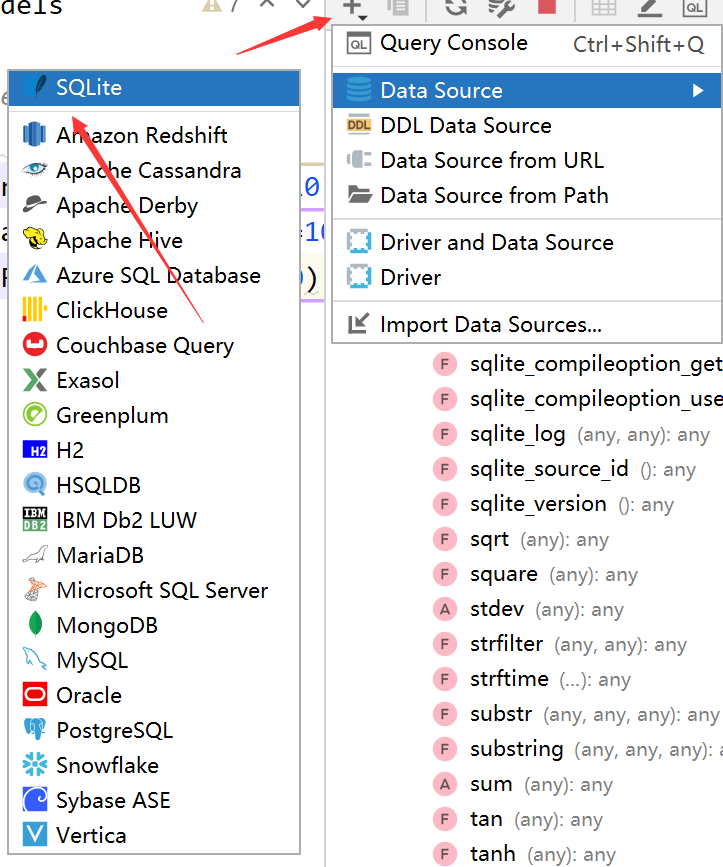 dels
7
QL
Query Console Ctrl+Shift+Q
Data Source
DDL
DDL Data Source
Data Source from URL
Data Source from Path
Driver and Data Source
Driver
Import Data Sources...
SQLite
Amazon Redshift
Apache Cassandra
Apache Derby
Apache Hive
Azure SQL Database
ClickHouse
Couchbase Query
Exasol
Greenplum
H2
H2
HSQLDB
IBM
DB2
IBM Db2 LUW
MariaDB
Microsoft SQL Server
MongoDB
MySQL
Oracle
PostgreSQL
Snowflake
Sybase ASE
Vertica
F sqlite_compileoption_get
F sqlite_compileoption_use
F sqlite_log (any, any): any
F sqlite_source_id (): any
F sqlite_version (): any
F sqrt (any): any
F square (any): any
A stdev (any): any
F strfilter (any, any): any
F strftime (...): any
F substr (any, any, any): any
F substring (any, any, any):
A sum (any): any
F tan (any): any
F tanh (any): any